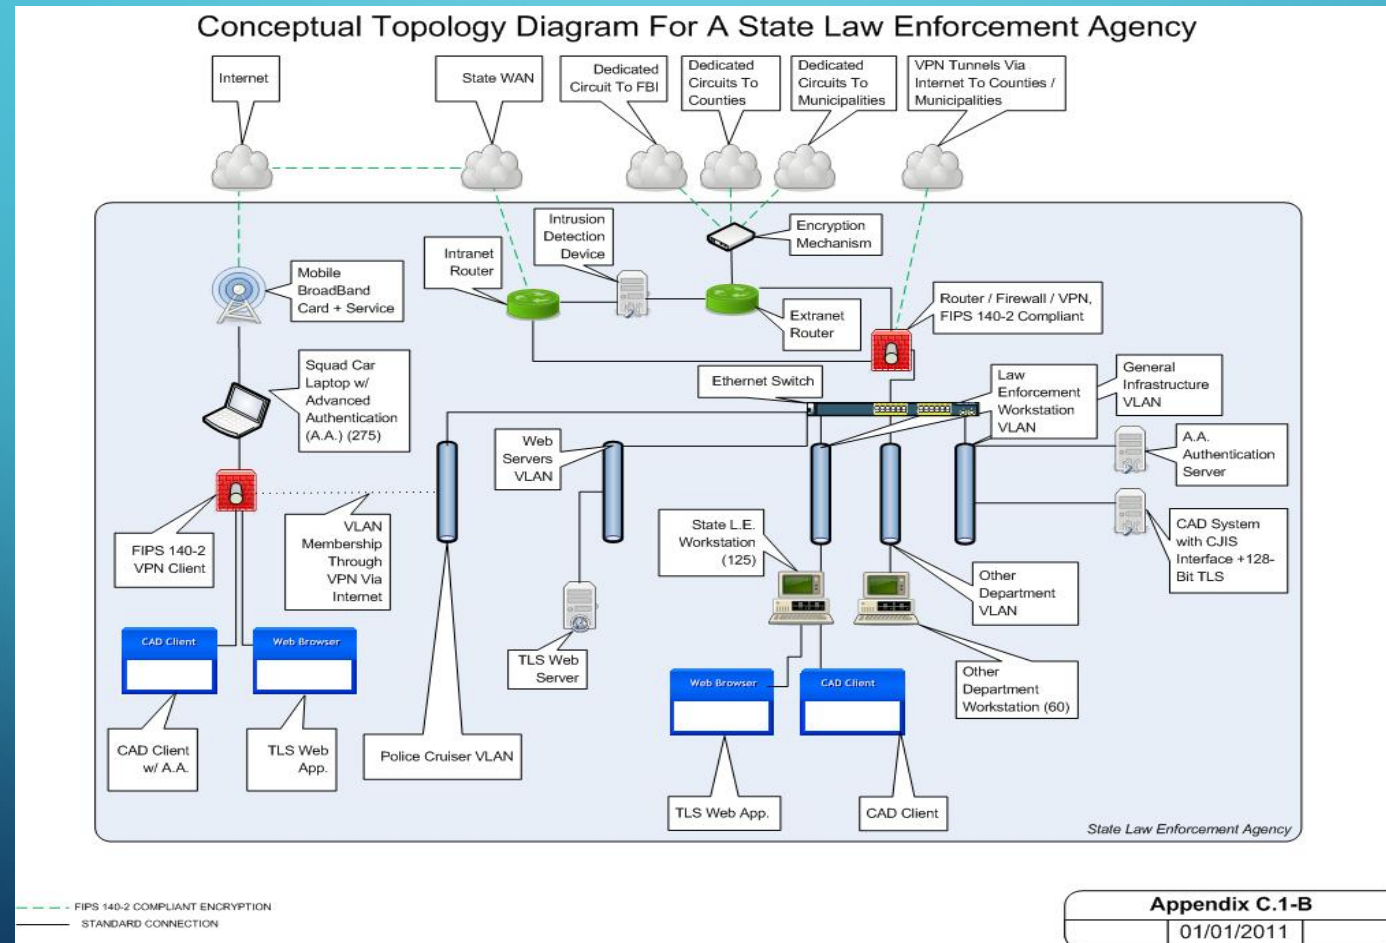 Conceptual Topology Diagram For A State Law Enforcement Agency
Internet
State WAN
Dedicated
Circuit To FBI
Dedicated
Circuits To
Counties
Dedicated
Circuits To
Municipalities
VPN Tunnels Via
Internet To Counties /
Municipalities
Intrusion
Detection
Device
Encryption
Mechanism
Intranet
Router
Mobile
BroadBand
Card + Service
Extranet
Router
Router / Firewall / VPN,
FIPS 140-2 Compliant
Squad Car
Laptop w/
Advanced
Authentication
(A.A.) (275)
Ethernet Switch
Law
Enforcement
Workstation
VLAN
General
Infrastructure
VLAN
Web
Servers
VLAN
A.A.
Authentication
Server
FIPS 140-2
VPN Client
VLAN
Membership
Through
VPN Via
Internet
State L.E.
Workstation
(125)
CAD System
with CJIS
Interface +128-
Bit TLS
Other
Department
VLAN
CAD Client
Web Browser
TLS Web
Server
Web Browser
CAD Client
Other
Department
Workstation (60)
CAD Client
w/ A.A.
TLS Web
App.
Police Cruiser VLAN
TLS Web App.
CAD Client
State Law Enforcement Agency
FIPS 140-2 COMPLIANT ENCRYPTION
STANDARD CONNECTION
Appendix C.1-B
01/01/2011